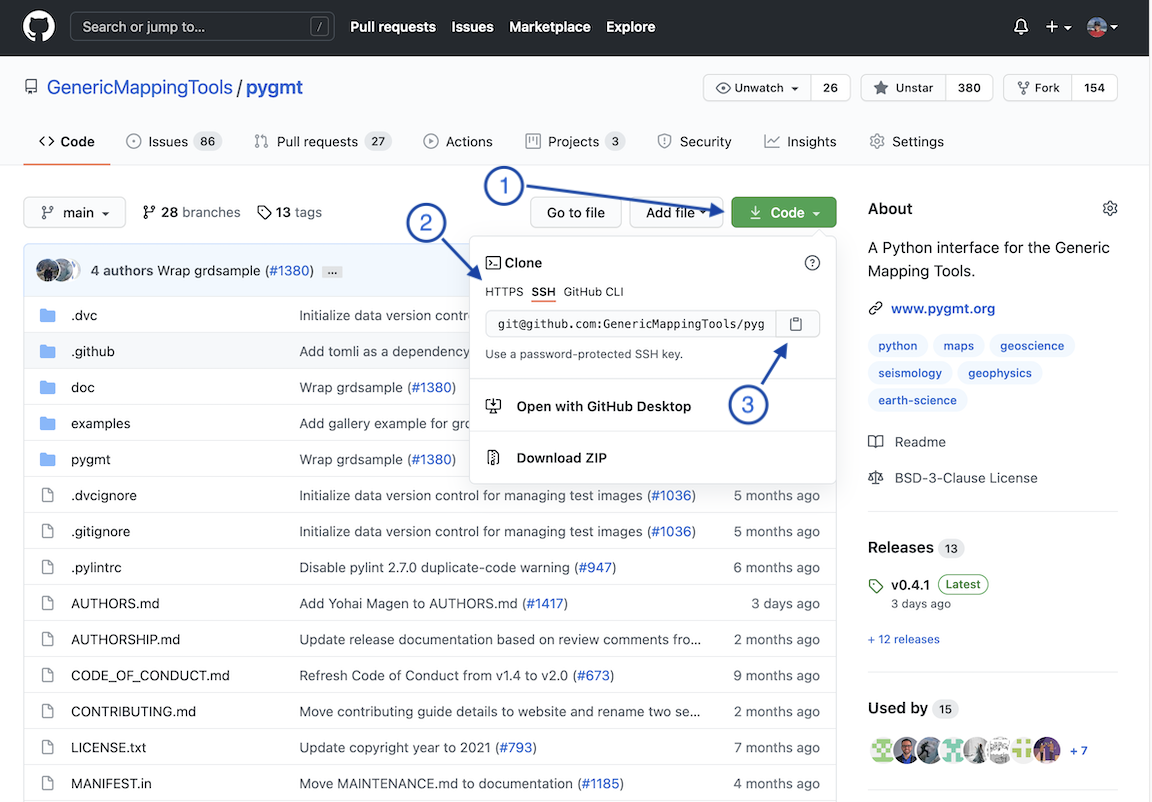 Search or jump to... / Pull requests Issues Marketplace Explore
GenericMappingTools / pygmt Unwatch 26 Unstar 380 Fork 154
Code Issues 86 Pull requests 27 Actions Projects 3 Security Insights Settings
1
main 28 branches 13 tags Go to file Add file Code
2
4 authors Wrap grdsample (#1380) ...
.dvc Initialize data version contr
.github Add tomli as a dependency
doc Wrap grdsample (#1380)
examples Add gallery example for grd
pygmt Wrap grdsample (#1380)
Clone
HTTPS SSH GitHub CLI
git@github.com:GenericMappingTools/pyg
Use a password-protected SSH key.
3
Open with GitHub Desktop
Download ZIP
.dvcignore Initialize data version control for managing test images (#1036) 5 months ago
.gitignore Initialize data version control for managing test images (#1036) 5 months ago
.pylintrc Disable pylint 2.7.0 duplicate-code warning (#947) 6 months ago
AUTHORS.md Add Yohai Magen to AUTHORS.md (#1417) 3 days ago
AUTHORSHIP.md Update release documentation based on review comments fro... 2 months ago
CODE_OF_CONDUCT.md Refresh Code of Conduct from v1.4 to v2.0 (#673) 9 months ago
CONTRIBUTING.md Move contributing guide details to website and rename two se... 2 months ago
LICENSE.txt Update copyright year to 2021 (#793) 7 months ago
MANIFEST.in Move MAINTENANCE.md to documentation (#1185) 4 months ago
About
A Python interface for the Generic
Mapping Tools.
www.pygmt.org
python maps geoscience
seismology geophysics
earth-science
Readme
BSD-3-Clause License
Releases 13
v0.4.1 Latest
3 days ago
+ 12 releases
Used by 15
+ 7